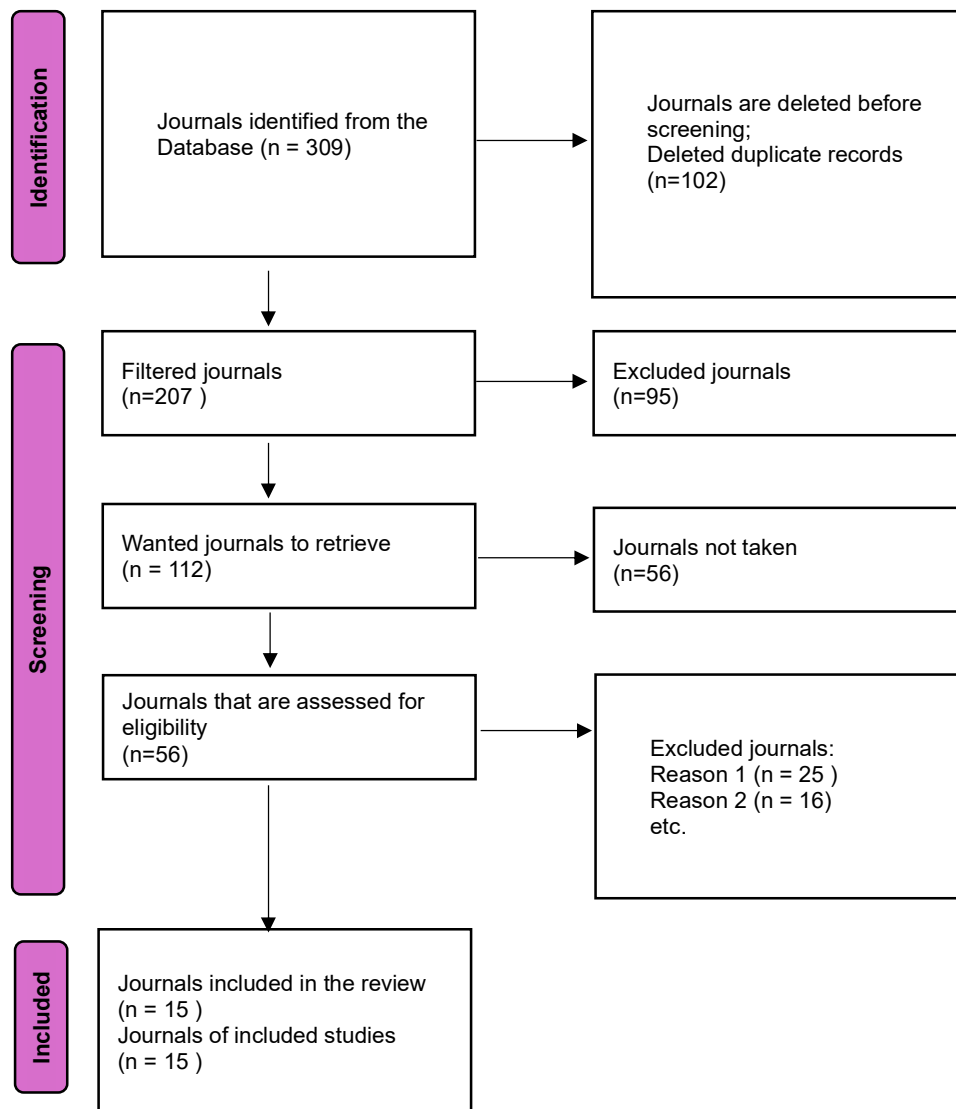 Identification
Journals identified from the
Database (n = 309)
Journals are deleted before
screening;
Deleted duplicate records
(n=102)
Screening
Filtered journals
(n=207 )
Excluded journals
(n=95)
Wanted journals to retrieve
(n = 112)
Journals not taken
(n=56)
Journals that are assessed for
eligibility
(n=56)
Excluded journals:
Reason 1 (n = 25 )
Reason 2 (n = 16)
etc.
Included
Journals included in the review
(n = 15 )
Journals of included studies
(n = 15 )